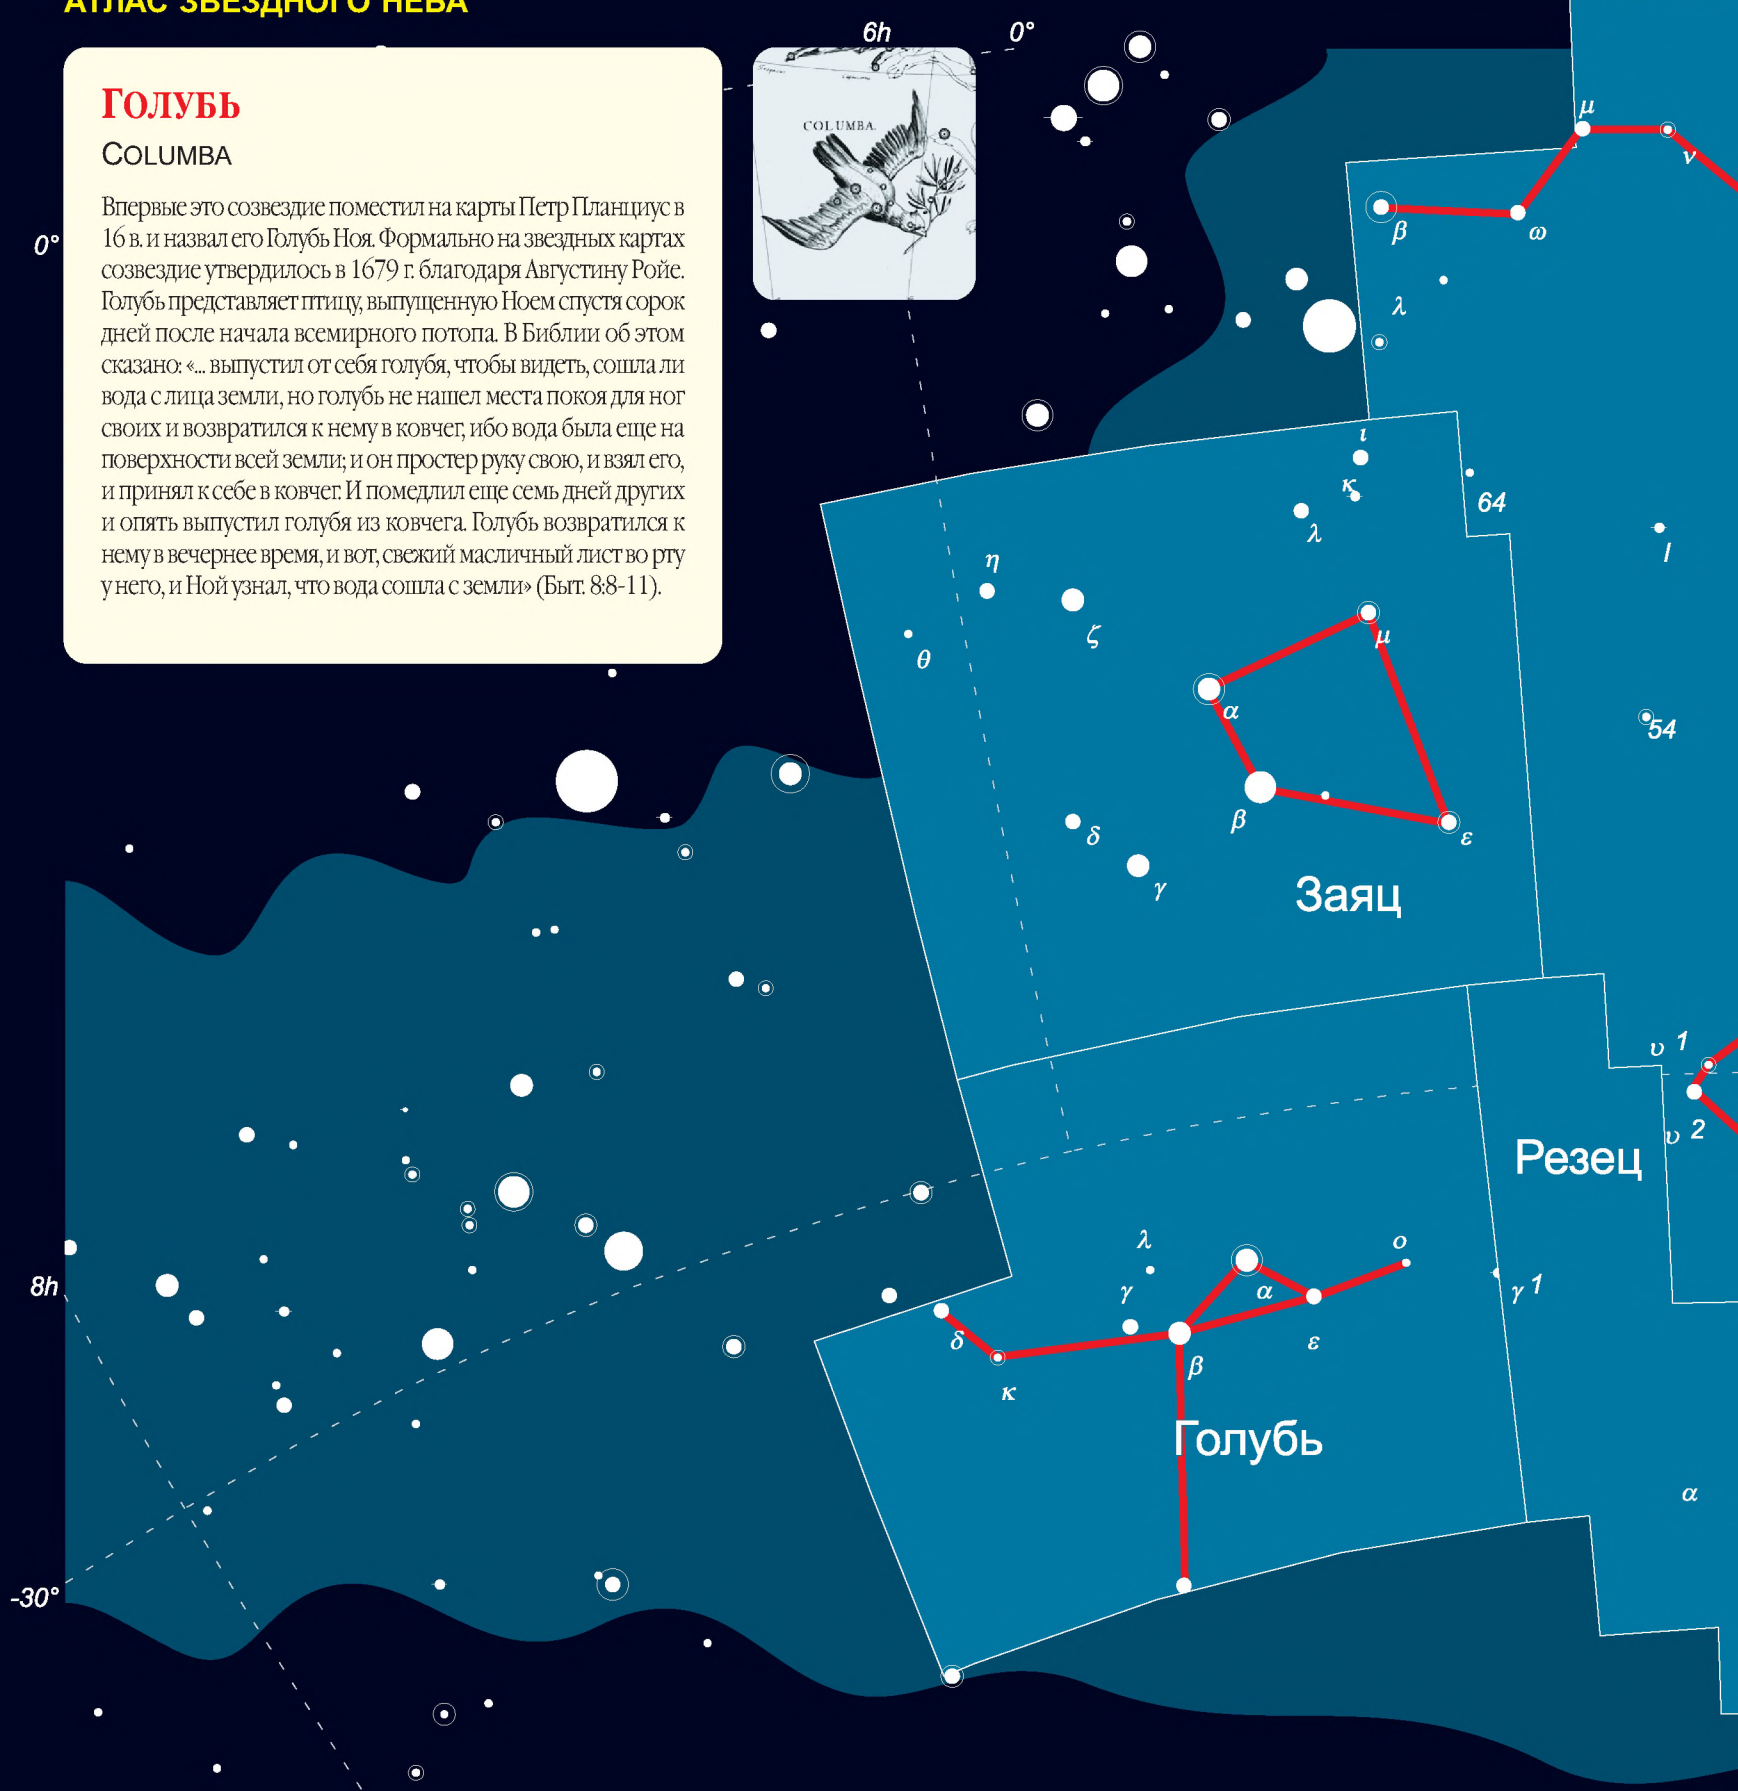 АТЛАС ЗВЕЗДНОГО НЕБА
6h
0°
ГОЛУБЬ
COLUMBA
Впервые это созвездие поместил на карты Петр Планциус в
16 в. и назвал его Голубь Ноя. Формально на звездных картах
созвездие утвердилось в 1679 г. благодаря Августину Ройе.
Голубь представляет птицу, выпущенную Ноем спустя сорок
дней после начала всемирного потопа. В Библии об этом
сказано: «... выпустил от себя голубя, чтобы видеть, сошла ли
вода с лица земли, но голубь не нашел места покоя для ног
своих и возвратился к нему в ковчег, ибо вода была еще на
поверхности всей земли; и он простер руку свою, и взял его,
и принял к себе в ковчег. И помедлил еще семь дней других
и опять выпустил голубя из ковчега. Голубь возвратился к
нему в вечернее время, и вот, свежий масличный лист во рту
у него, и Ной узнал, что вода сошла с земли» (Быт. 8:8-11).
COLUMBA.
0°
μ
ν
β
ω
λ
ι
κ
64
λ
l
η
ζ
θ
μ
α
54
β
ε
δ
γ
Заяц
υ 1
υ 2
Резец
λ
α
ο
8h
γ
γ 1
δ
β
ε
κ
Голубь
α
-30°